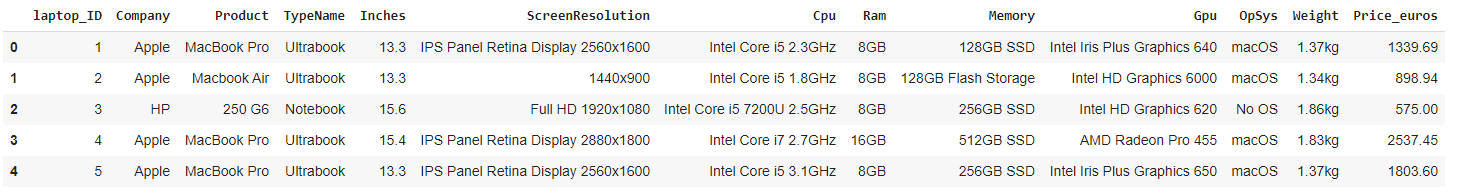 laptop_ID Company Product TypeName Inches ScreenResolution Cpu Ram Memory Gpu OpSys Weight Price_euros
0 1 Apple MacBook Pro Ultrabook 13.3 IPS Panel Retina Display 2560x1600 Intel Core i5 2.3GHz 8GB 128GB SSD Intel Iris Plus Graphics 640 macOS 1.37kg 1339.69
1 2 Apple Macbook Air Ultrabook 13.3 1440x900 Intel Core i5 1.8GHz 8GB 128GB Flash Storage Intel HD Graphics 6000 macOS 1.34kg 898.94
2 3 HP 250 G6 Notebook 15.6 Full HD 1920x1080 Intel Core i5 7200U 2.5GHz 8GB 256GB SSD Intel HD Graphics 620 No OS 1.86kg 575.00
3 4 Apple MacBook Pro Ultrabook 15.4 IPS Panel Retina Display 2880x1800 Intel Core i7 2.7GHz 16GB 512GB SSD AMD Radeon Pro 455 macOS 1.83kg 2537.45
4 5 Apple MacBook Pro Ultrabook 13.3 IPS Panel Retina Display 2560x1600 Intel Core i5 3.1GHz 8GB 256GB SSD Intel Iris Plus Graphics 650 macOS 1.37kg 1803.60